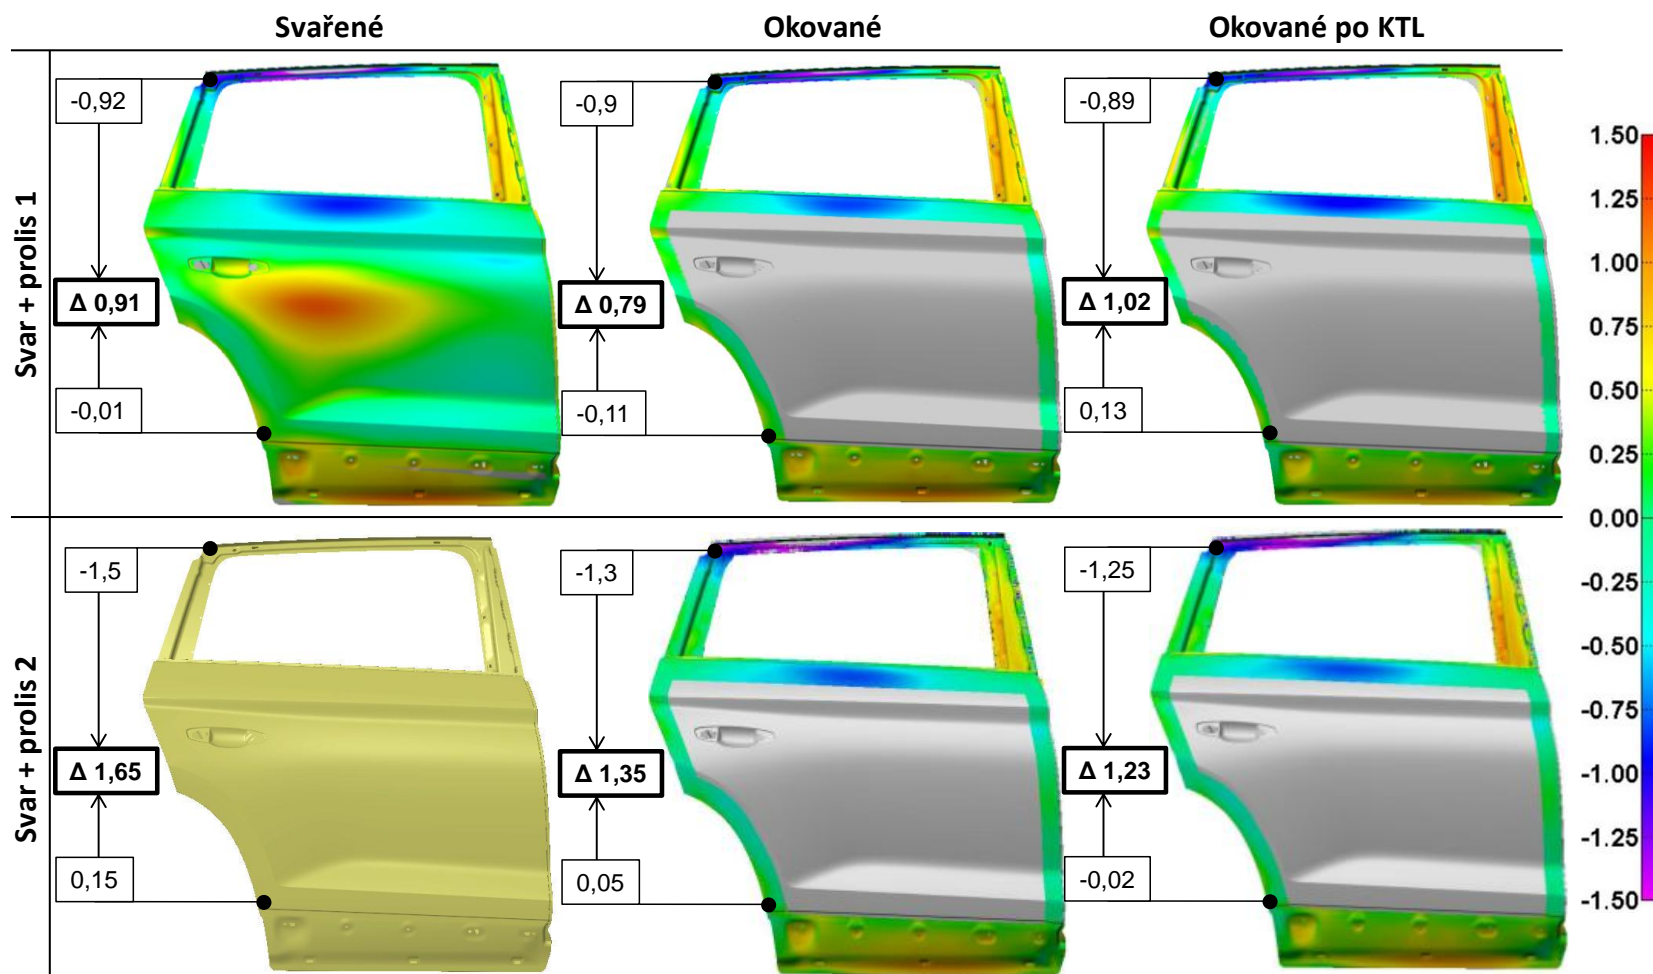 Svařené
Okované
Okované po KTL
Svar + prolis 1
-0,92
Δ 0,91
-0,01
-0,9
Δ 0,79
-0,11
-0,89
Δ 1,02
0,13
Svar + prolis 2
-1,5
Δ 1,65
0,15
-1,3
Δ 1,35
0,05
-1,25
Δ 1,23
-0,02
1.50
1.25
1.00
0.75
0.50
0.25
0.00
-0.25
-0.50
-0.75
-1.00
-1.25
-1.50